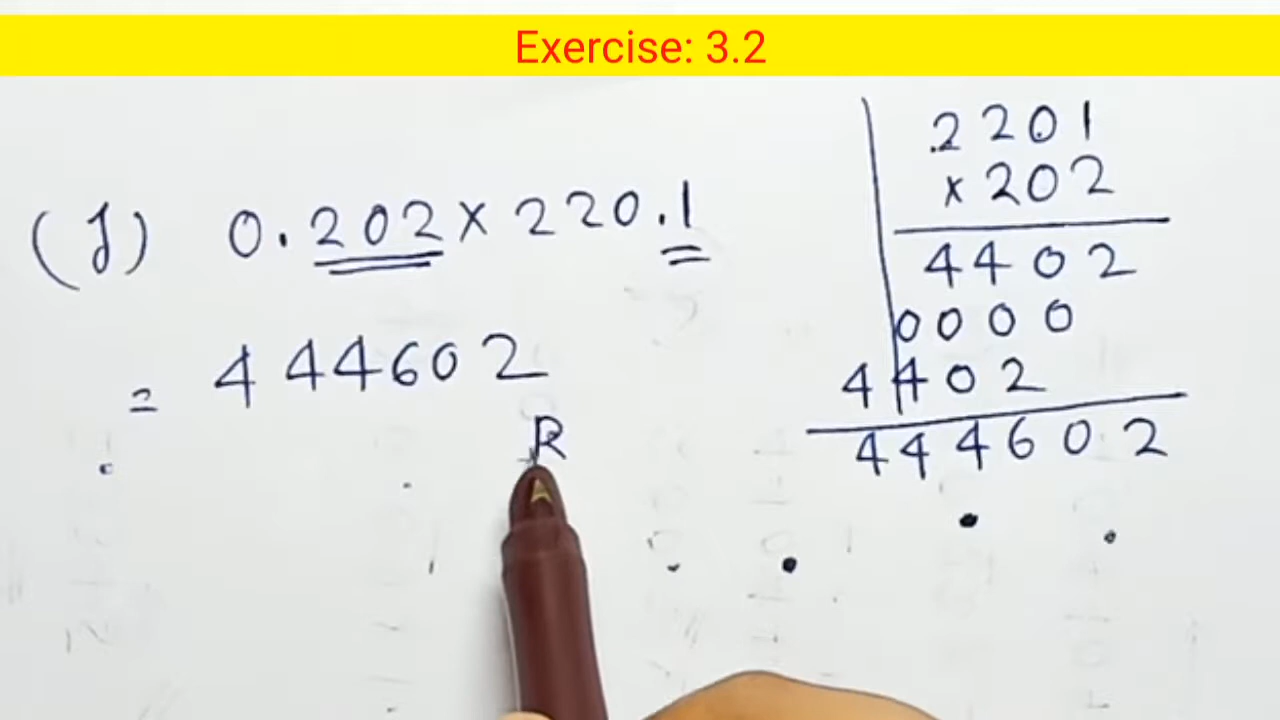 Exercise: 3.2
(j) 0.202 × 220.1
= 444602
R
2201
× 202
4402
0000
4402
444602